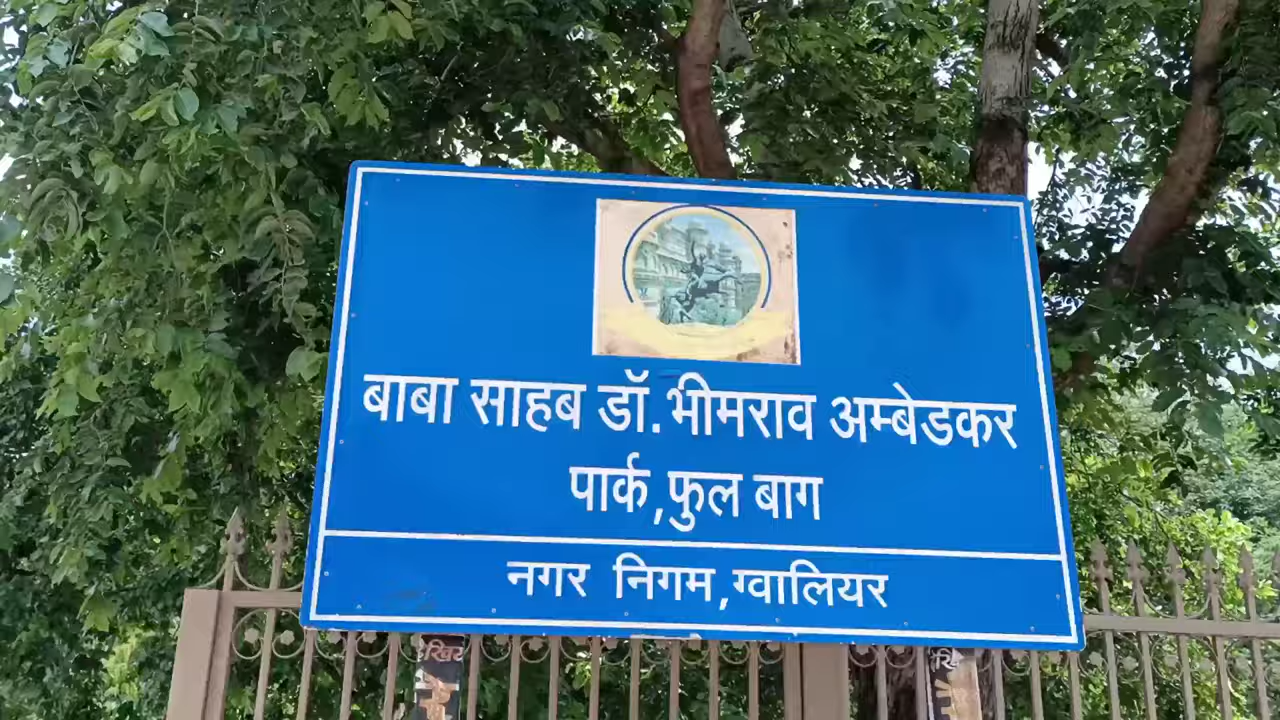 बाबा साहब डॉ.भीमराव अम्बेडकर
पार्क,फुल बाग
नगर निगम,ग्वालियर